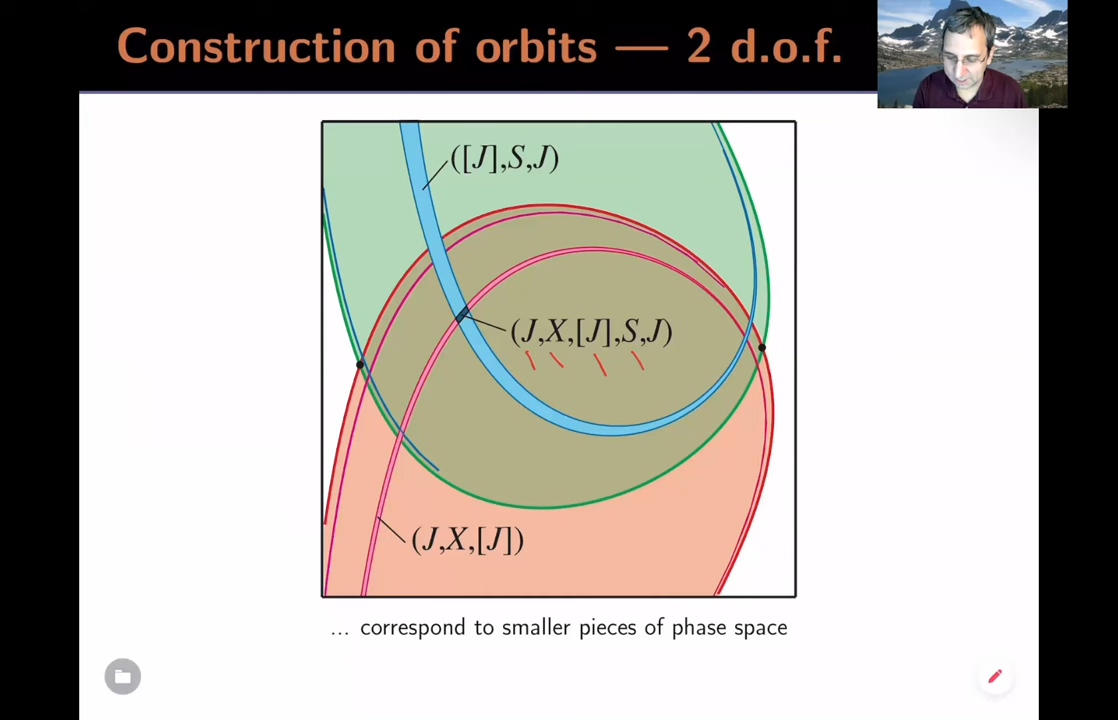 Construction of orbits — 2 d.o.f.
([J],S,J)
(J,X,[J],S,J)
(J,X,[J])
... correspond to smaller pieces of phase space